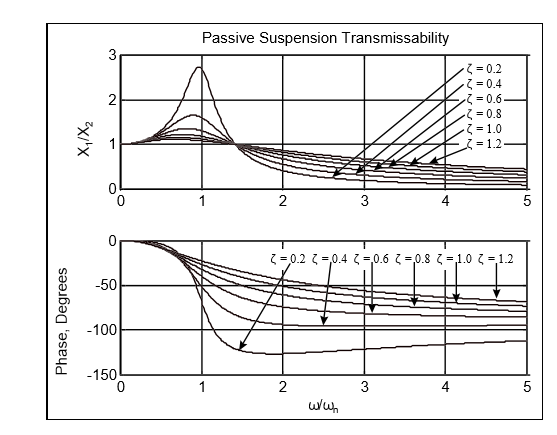 Passive Suspension Transmissability
3
2
1
0
X1/X2
ζ = 0.2
ζ = 0.4
ζ = 0.6
ζ = 0.8
ζ = 1.0
ζ = 1.2
0 1 2 3 4 5
0
-50
-100
-150
Phase, Degrees
ζ = 0.2 ζ = 0.4 ζ = 0.6 ζ = 0.8 ζ = 1.0 ζ = 1.2
0 1 2 3 4 5
ω/ωn